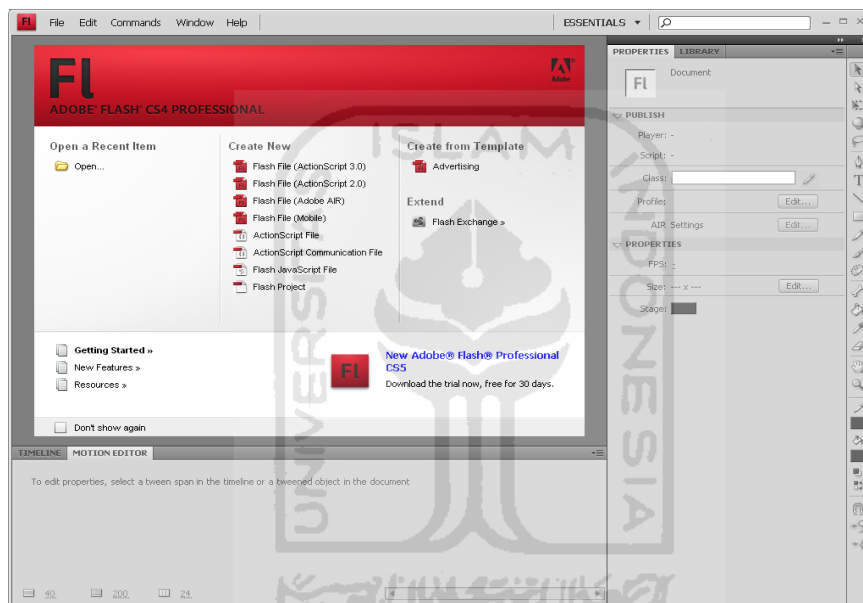 Fl File Edit Commands Window Help ESSENTIALS
PROPERTIES LIBRARY
Fl
Adobe
ADOBE® FLASH® CS4 PROFESSIONAL
Open a Recent Item
Open...
Create New
Flash File (ActionScript 3.0)
Flash File (ActionScript 2.0)
Flash File (Adobe AIR)
Flash File (Mobile)
ActionScript File
ActionScript Communication File
Flash JavaScript File
Flash Project
Create from Template
Advertising
Extend
Flash Exchange »
Getting Started »
New Features »
Resources »
Fl
New Adobe® Flash® Professional
CS5
Download the trial now, free for 30 days.
Don't show again
Fl Document
PUBLISH
Player: -
Script: -
Class:
Profile: Edit...
AIR Settings Edit...
PROPERTIES
FPS: -
Size: --- x --- Edit...
Stage:
T
TIMELINE MOTION EDITOR
To edit properties, select a tween span in the timeline or a tweened object in the document
40 200 24
UNIVERSITAS
ISLAM
INDONESIA